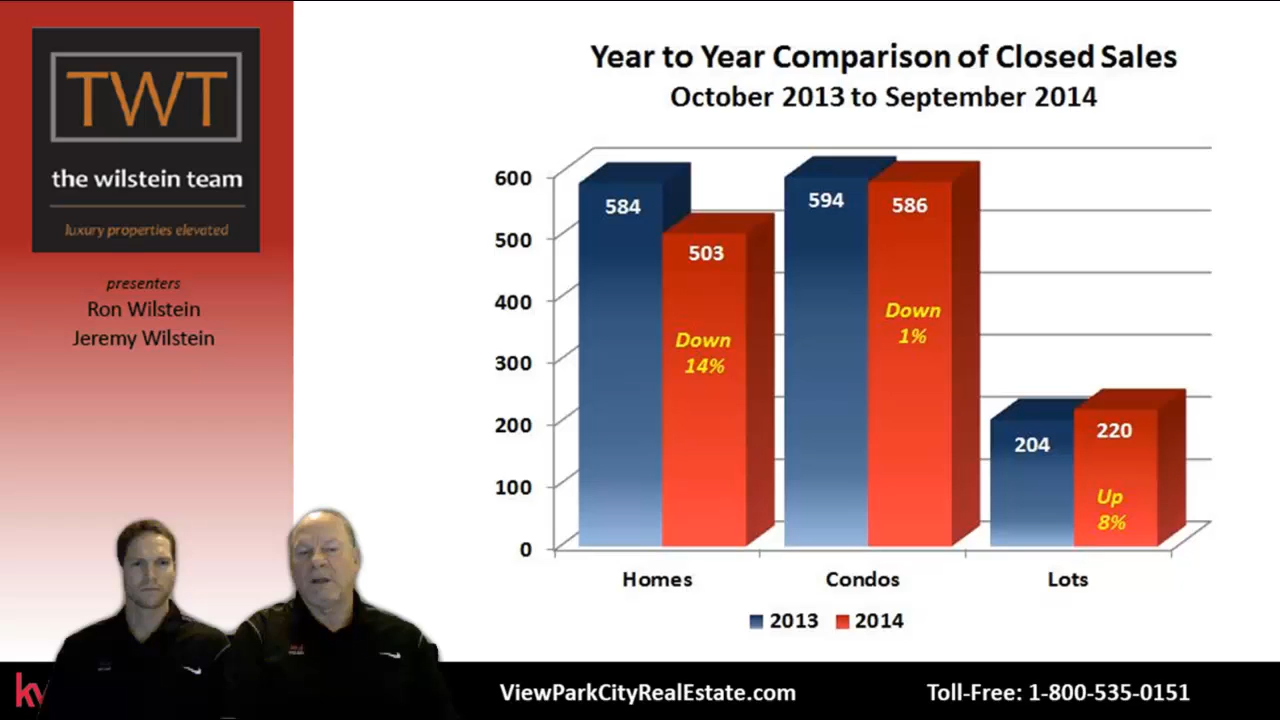 TWT
the wilstein team
luxury properties elevated
presenters
Ron Wilstein
Jeremy Wilstein
Year to Year Comparison of Closed Sales
October 2013 to September 2014
600
500
400
300
200
100
0
584
503
Down
14%
594
586
Down
1%
204
220
Up
8%
Homes
Condos
Lots
2013
2014
kw
ViewParkCityRealEstate.com
Toll-Free: 1-800-535-0151